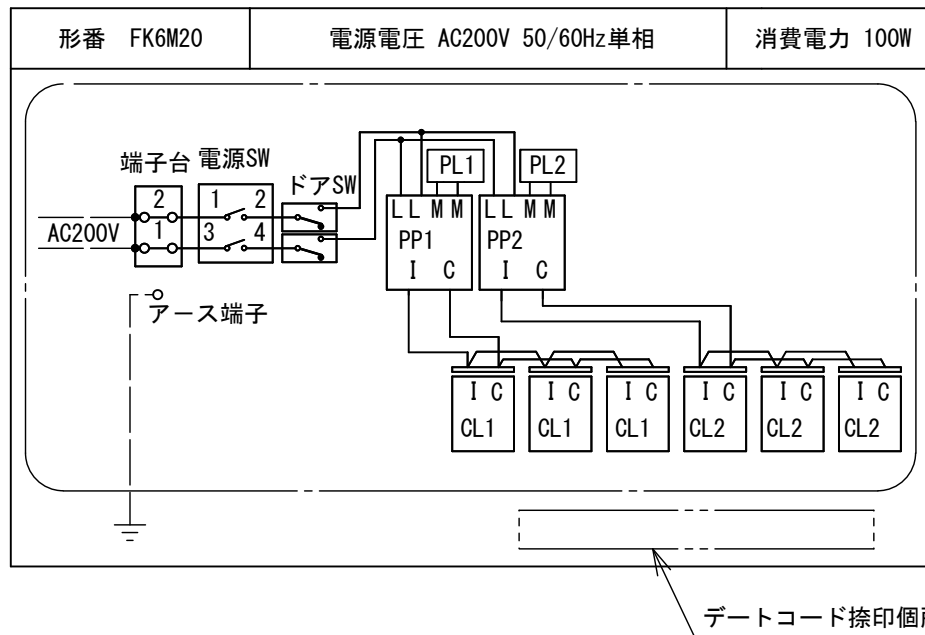 形番 FK6M20
電源電圧 AC200V 50/60Hz単相
消費電力 100W
端子台 電源SW
ドアSW
PL1 PL2
2 1 2
1 3 4
AC200V
L L M M L L M M
PP1 PP2
I C I C
アース端子
I C I C I C I C I C I C
CL1 CL1 CL1 CL2 CL2 CL2
デートコード捺印個所